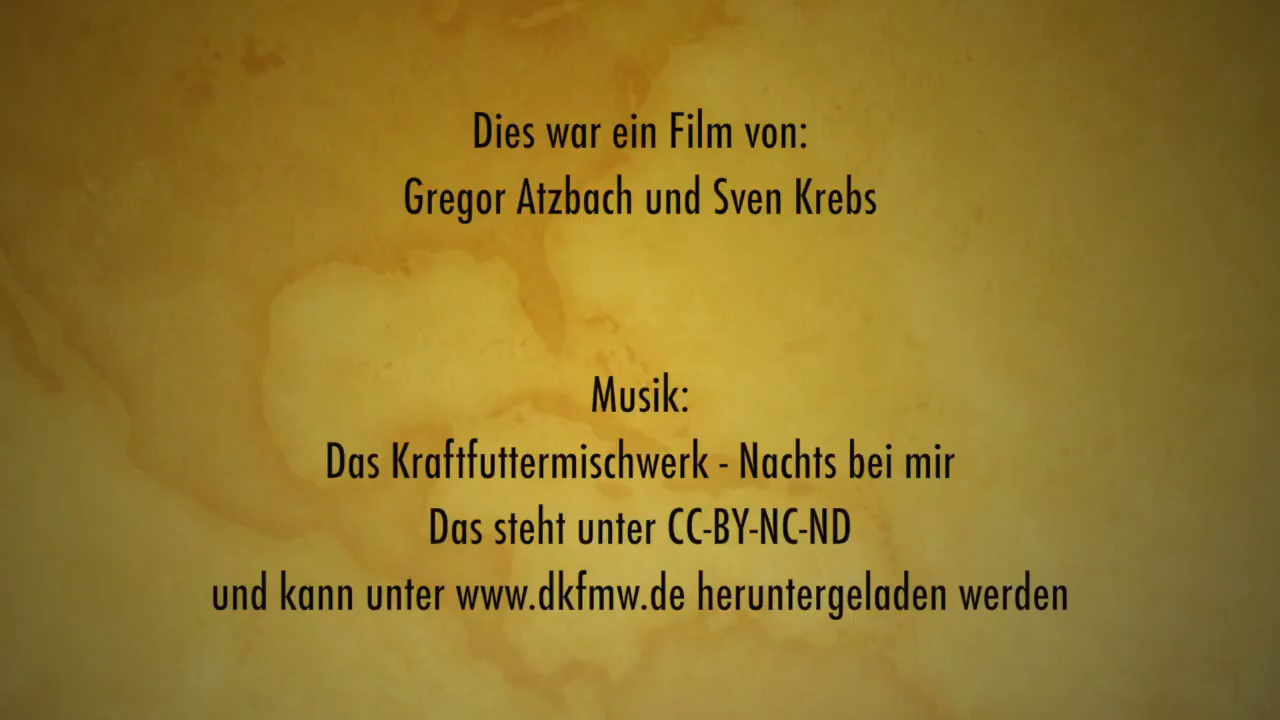 Dies war ein Film von:
Gregor Atzbach und Sven Krebs
Musik:
Das Kraftfuttermischwerk - Nachts bei mir
Das steht unter CC-BY-NC-ND
und kann unter www.dkfmw.de heruntergeladen werden